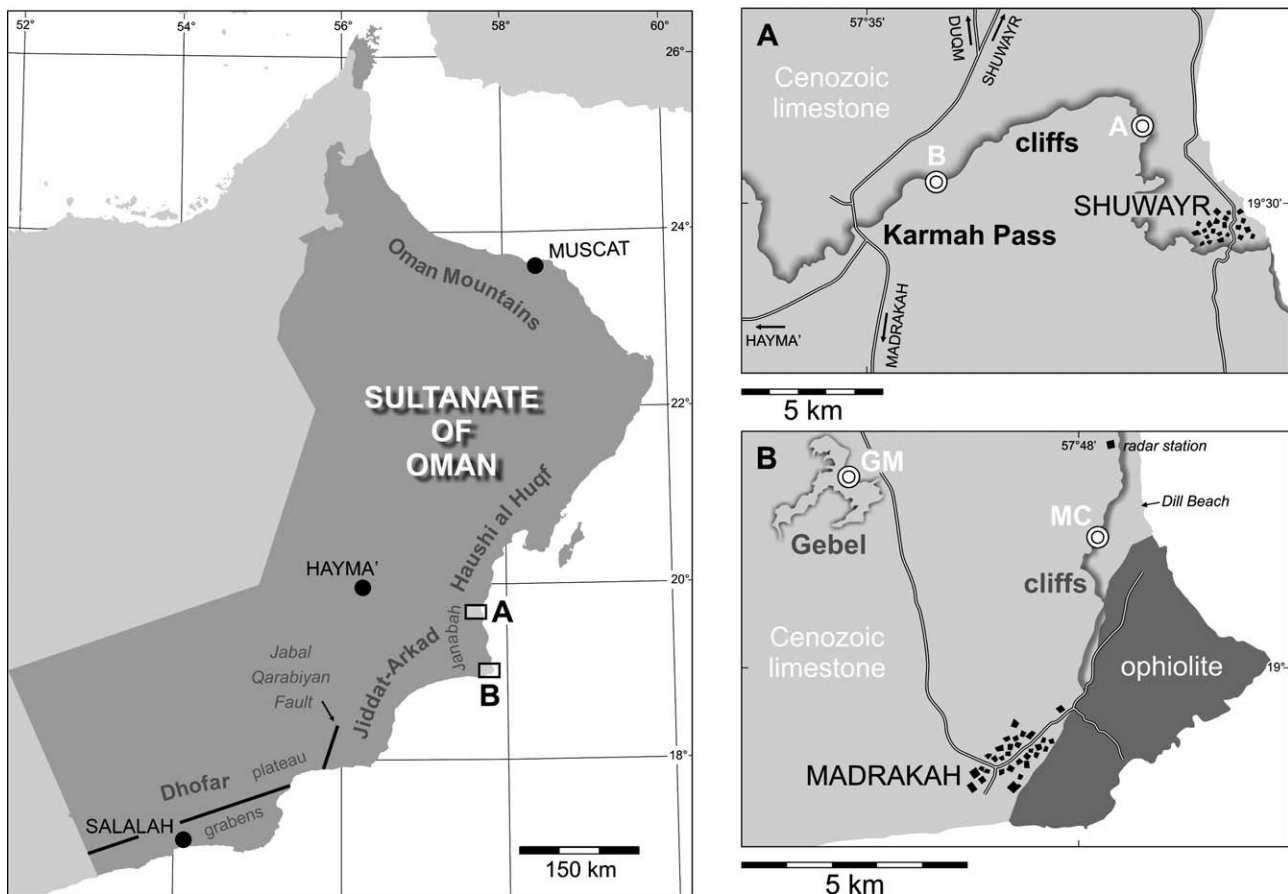 52°
54°
56°
58°
60°
26°
24°
22°
20°
18°
MUSCAT
Oman Mountains
SULTANATE
OF
OMAN
Haushi al Huqf
HAYMA'
A
Janabah
B
Jiddat-Arkad
Jabal
Qarabiyan
Fault
Dhofar plateau
SALALAH
grabens
150 km
A
57°35'
DUQM
SHUWAYR
Cenozoic
limestone
A
cliffs
B
SHUWAYR
19°30'
Karmah Pass
HAYMA'
MADRAKAH
5 km
B
57°48'
radar station
GM
Dill Beach
MC
Gebel
cliffs
Cenozoic
limestone
ophiolite
19°
MADRAKAH
5 km